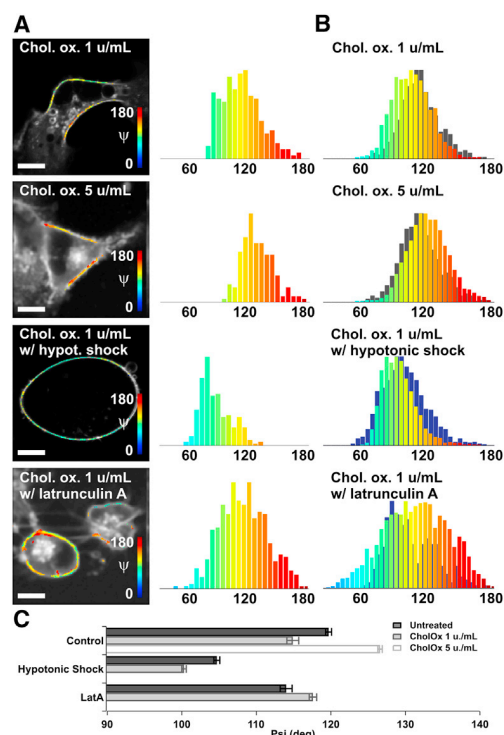 A
B
Chol. ox. 1 u/mL
180
ψ
0
60 120 180
Chol. ox. 1 u/mL
60 120 180
Chol. ox. 5 u/mL
180
ψ
0
60 120 180
Chol. ox. 5 u/mL
60 120 180
Chol. ox. 1 u/mL
w/ hypot. shock
180
ψ
0
60 120 180
Chol. ox. 1 u/mL
w/ hypotonic shock
60 120 180
Chol. ox. 1 u/mL
w/ latrunculin A
180
ψ
0
60 120 180
Chol. ox. 1 u/mL
w/ latrunculin A
60 120 180
C
Untreated
CholOx 1 u./mL
CholOx 5 u./mL
Control
Hypotonic Shock
LatA
90 100 110 120 130 140
Psi (deg)